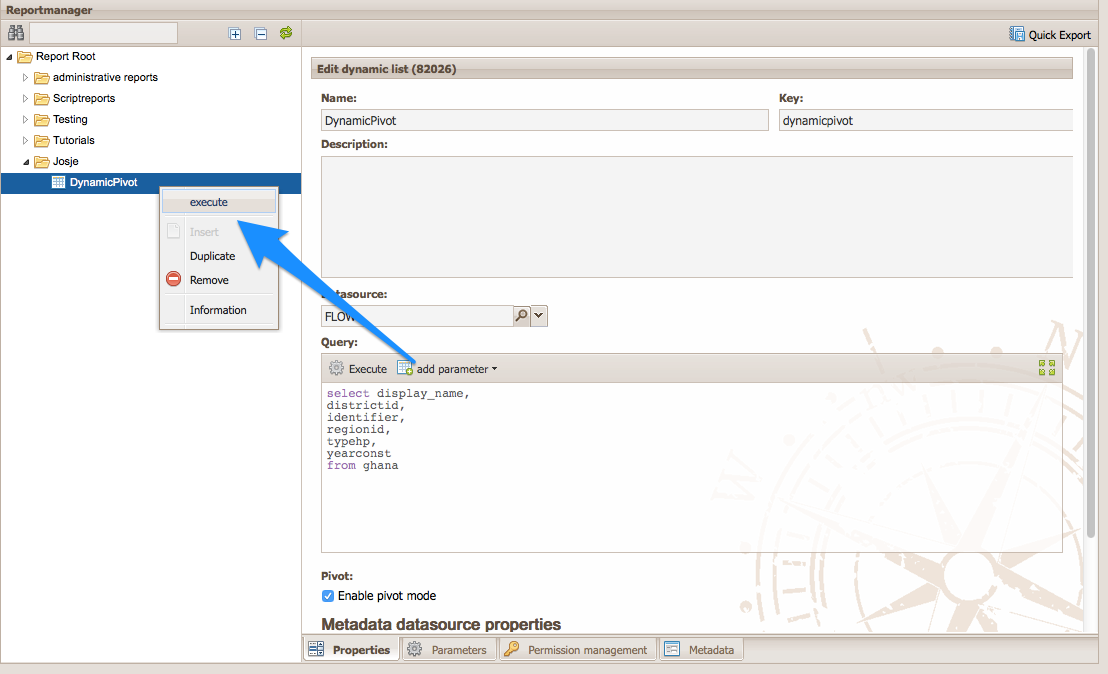 Reportmanager
Quick Export
Report Root
administrative reports
Scriptreports
Testing
Tutorials
Josje
DynamicPivot
execute
Insert
Duplicate
Remove
Information
Edit dynamic list (82026)
Name:
Key:
DynamicPivot
dynamicpivot
Description:
FLOW
Query:
Execute
add parameter
select display_name,
districtid,
identifier,
regionid,
typehp,
yearconst
from ghana
N
W
Pivot:
Enable pivot mode
Metadata datasource properties
Properties
Parameters
Permission management
Metadata